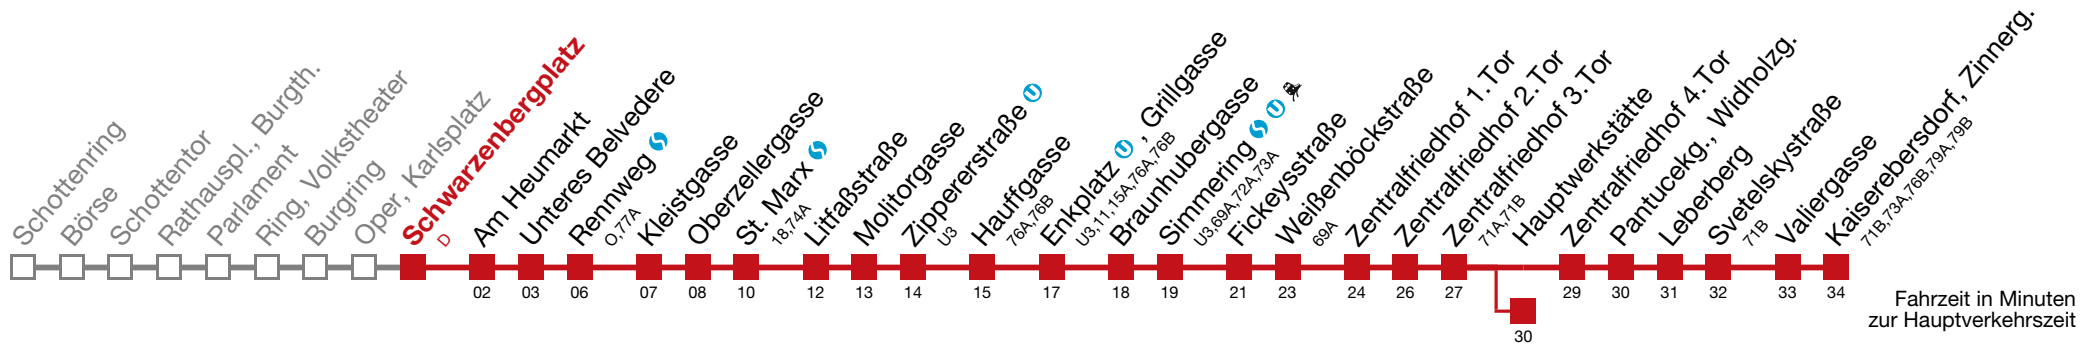 Schottenring
Börse
Schottentor
Rathauspl., Burgth.
Parlament
Ring, Volkstheater
Burgring
Oper, Karlsplatz
Schwarzenbergplatz
D
Am Heumarkt
02
Unteres Belvedere
03
Rennweg S
O,77A
06
Kleistgasse
07
Oberzellergasse
08
St. Marx S
18,74A
10
Litfaßstraße
12
Molitorgasse
13
Zippererstraße U
U3
14
Hauffgasse
76A,76B
15
Enkplatz U , Grillgasse
U3,11,15A,76A,76B
17
Braunhubergasse
18
Simmering S U
U3,69A,72A,73A
19
Fickeysstraße
21
Weißenböckstraße
69A
23
Zentralfriedhof 1.Tor
24
Zentralfriedhof 2.Tor
26
Zentralfriedhof 3.Tor
71A,71B
27
Hauptwerkstätte
30
Zentralfriedhof 4.Tor
29
Pantucekg., Widholzg.
30
Leberberg
31
Svetelskystraße
71B
32
Valiergasse
33
Kaiserebersdorf, Zinnerg.
71B,73A,76B,79A,79B
34
Fahrzeit in Minuten
zur Hauptverkehrszeit